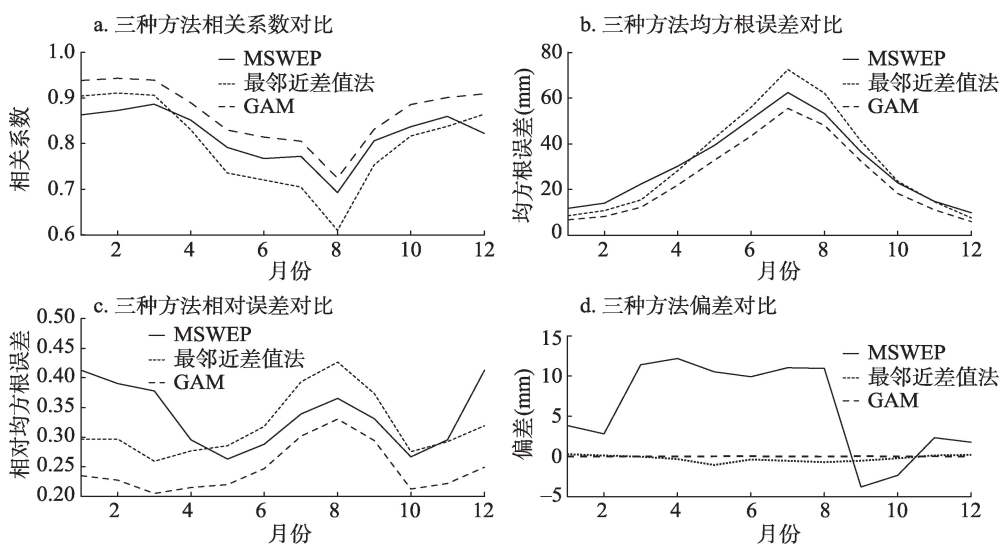 a. 三种方法相关系数对比
1.0
0.9
0.8
0.7
0.6
相关系数
MSWEP
最邻近差值法
GAM
2 4 6 8 10 12
月份
b. 三种方法均方根误差对比
80
60
40
20
0
均方根误差(mm)
MSWEP
最邻近差值法
GAM
2 4 6 8 10 12
月份
c. 三种方法相对误差对比
0.50
0.45
0.40
0.35
0.30
0.25
0.20
相对均方根误差
MSWEP
最邻近差值法
GAM
2 4 6 8 10 12
月份
d. 三种方法偏差对比
15
10
5
0
−5
偏差(mm)
MSWEP
最邻近差值法
GAM
2 4 6 8 10 12
月份